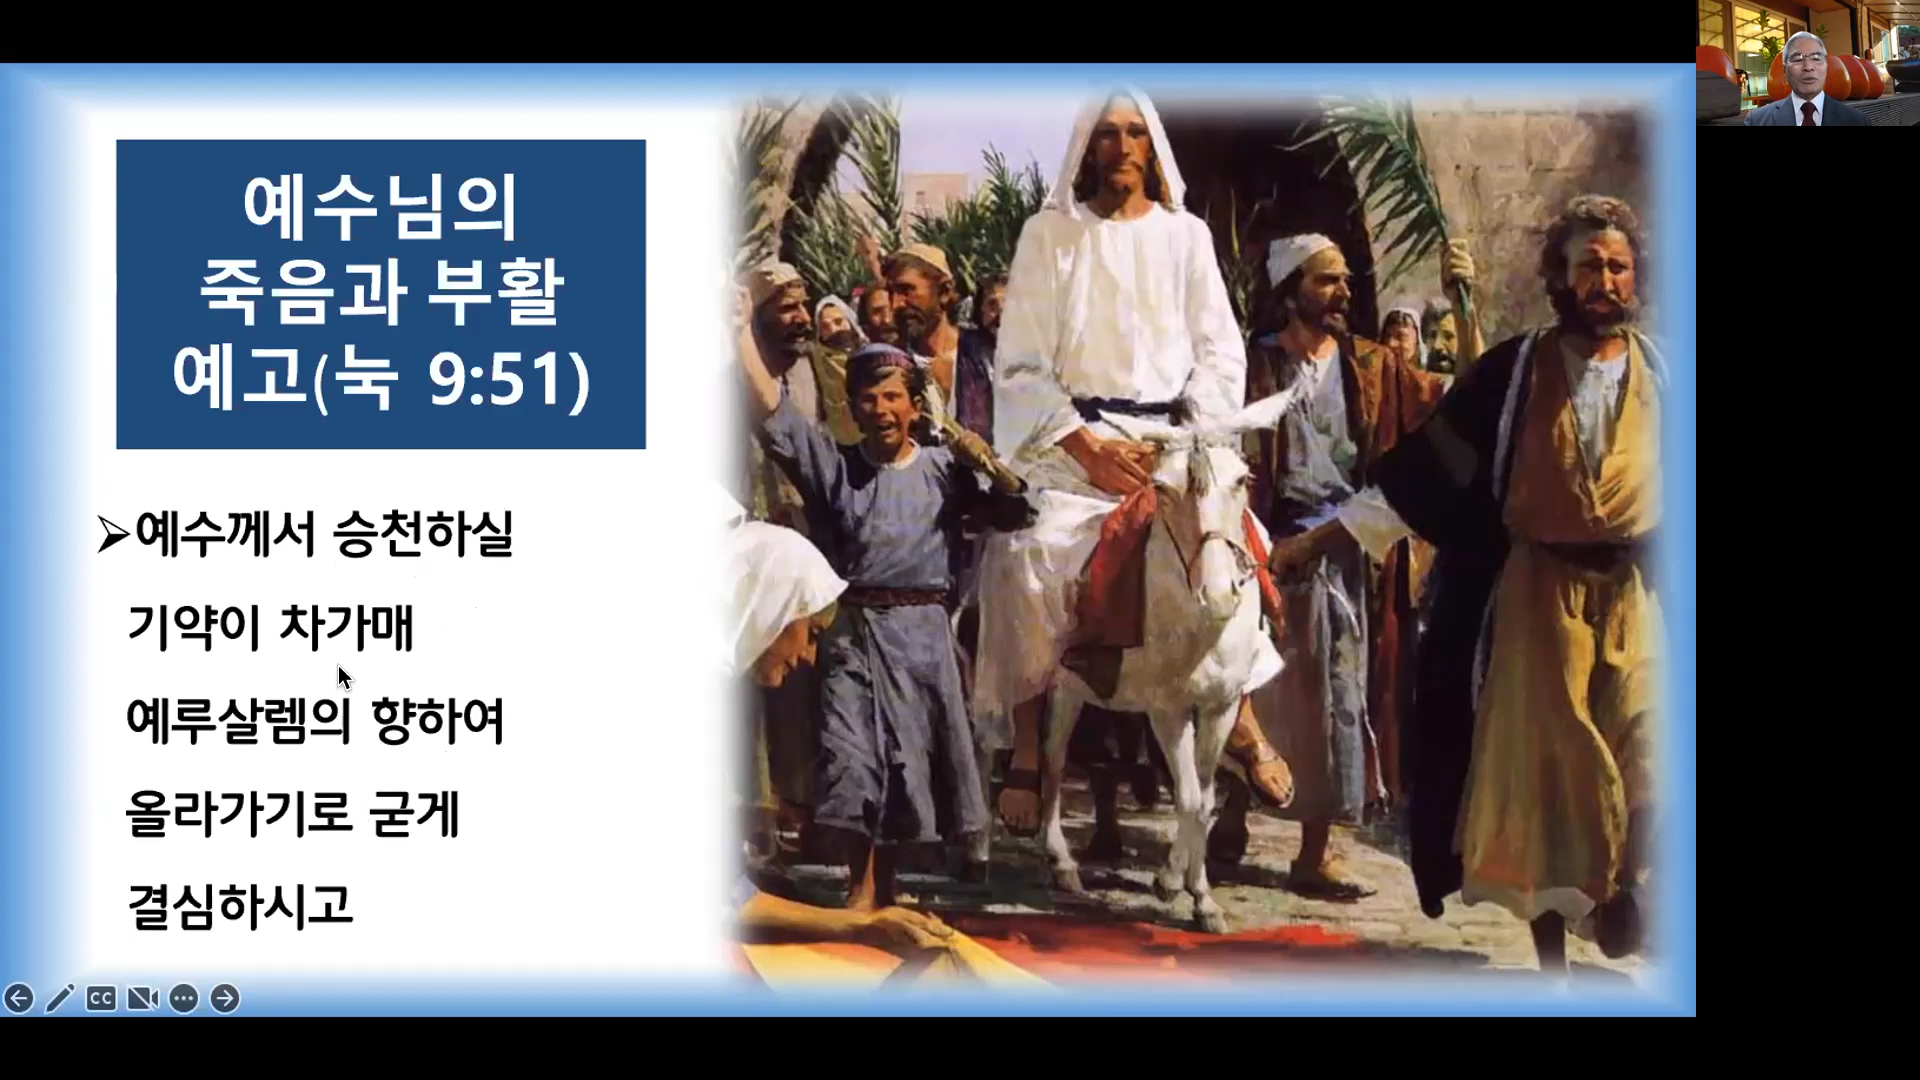 예수님의
죽음과 부활
예고(눅 9:51)
➢예수께서 승천하실
기약이 차가매
예루살렘의 향하여
올라가기로 굳게
결심하시고
CC